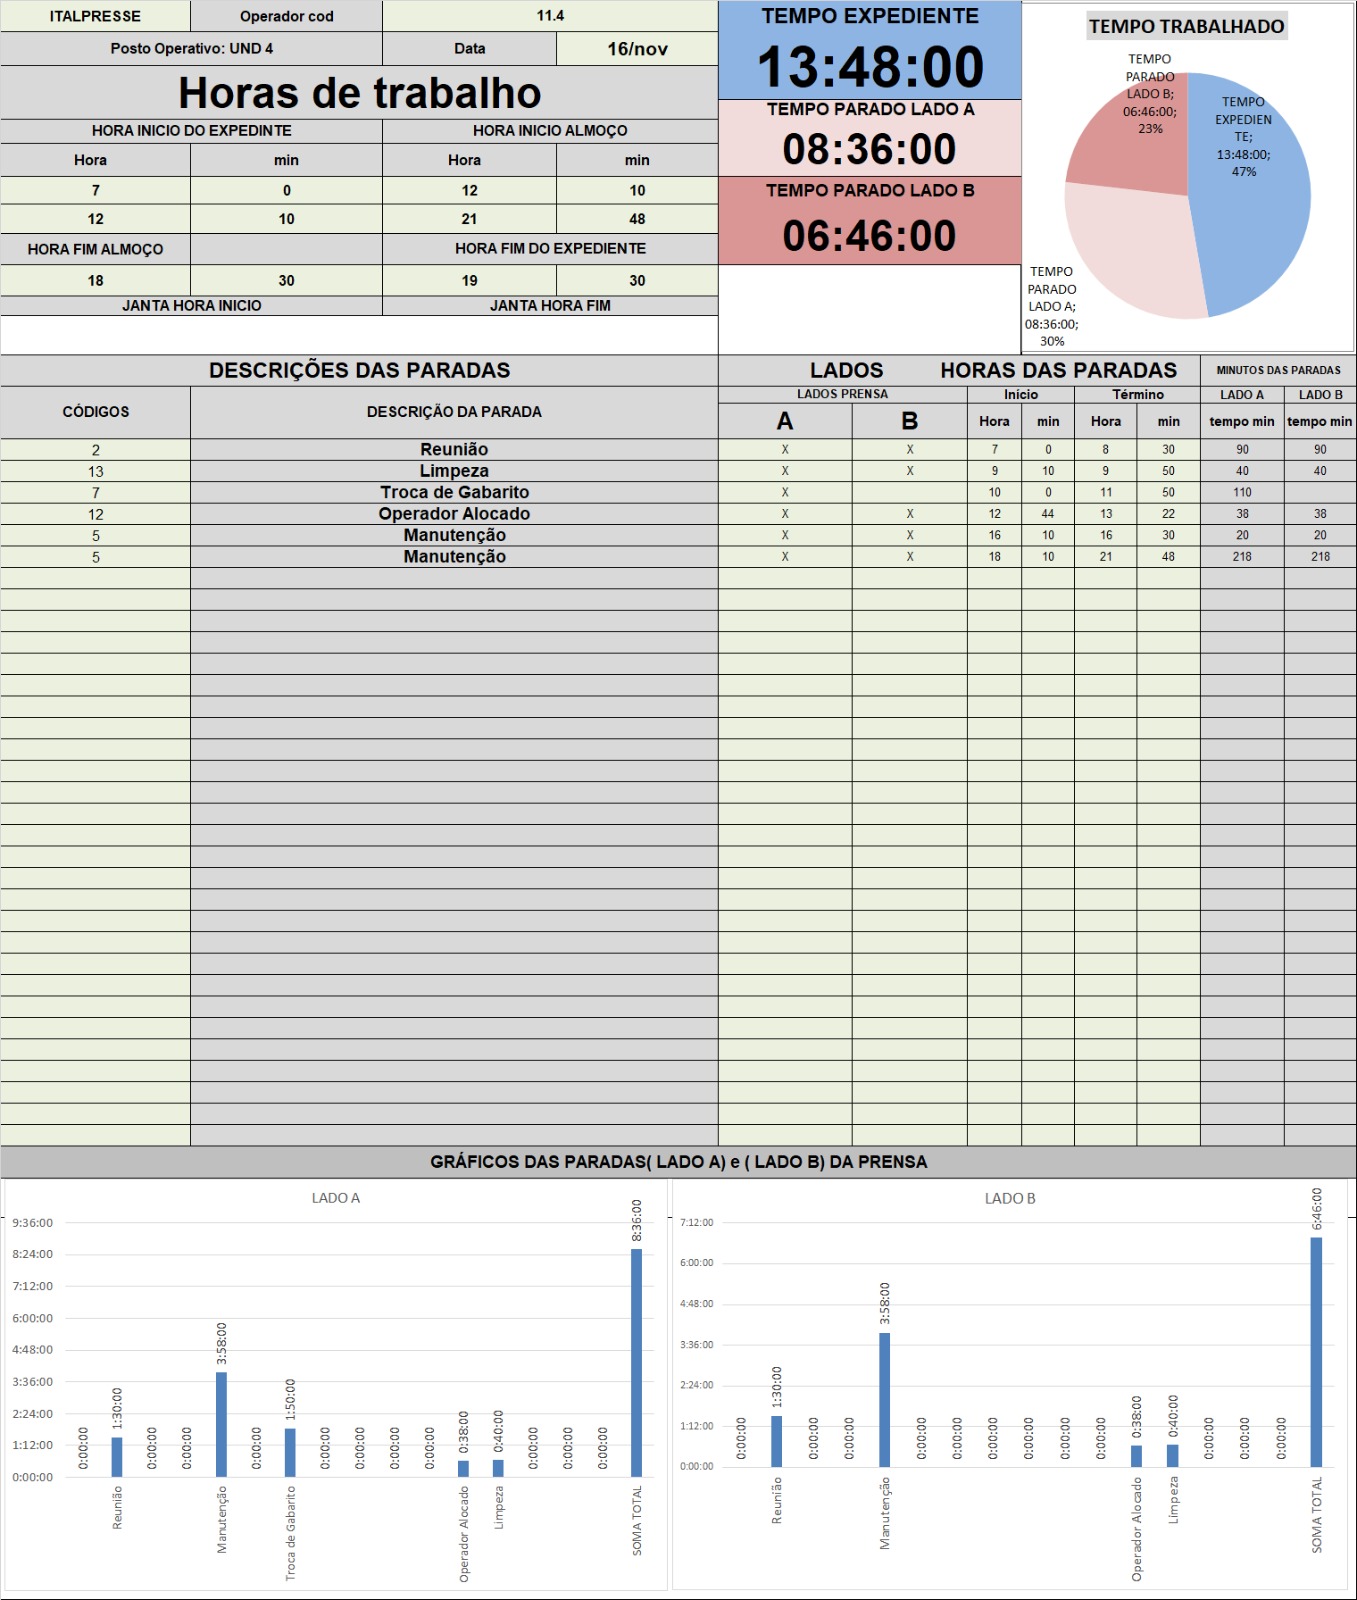 ITALPRESSE Operador cod 11.4
Posto Operativo: UND 4 Data 16/nov
Horas de trabalho
HORA INICIO DO EXPEDINTE HORA INICIO ALMOÇO
Hora min Hora min
7 0 12 10
12 10 21 48
HORA FIM ALMOÇO HORA FIM DO EXPEDIENTE
18 30 19 30
JANTA HORA INICIO JANTA HORA FIM
TEMPO EXPEDIENTE
13:48:00
TEMPO PARADO LADO A
08:36:00
TEMPO PARADO LADO B
06:46:00
TEMPO TRABALHADO
TEMPO
PARADO
LADO B;
06:46:00;
23%
TEMPO
EXPEDIEN
TE;
13:48:00;
47%
TEMPO
PARADO
LADO A;
08:36:00;
30%
DESCRIÇÕES DAS PARADAS LADOS HORAS DAS PARADAS MINUTOS DAS PARADAS
CÓDIGOS DESCRIÇÃO DA PARADA LADOS PRENSA Início Término LADO A LADO B
A B Hora min Hora min tempo min tempo min
2 Reunião X X 7 0 8 30 90 90
13 Limpeza X X 9 10 9 50 40 40
7 Troca de Gabarito X 10 0 11 50 110
12 Operador Alocado X X 12 44 13 22 38 38
5 Manutenção X X 16 10 16 30 20 20
5 Manutenção X X 18 10 21 48 218 218
GRÁFICOS DAS PARADAS( LADO A) e ( LADO B) DA PRENSA
LADO A
9:36:00
8:24:00
7:12:00
6:00:00
4:48:00
3:36:00
2:24:00
1:12:00
0:00:00
0:00:00 1:30:00 0:00:00 0:00:00 3:58:00 0:00:00 1:50:00 0:00:00 0:00:00 0:00:00 0:00:00 0:38:00 0:40:00 0:00:00 0:00:00 0:00:00 8:36:00
Reunião Manutenção Troca de Gabarito Operador Alocado Limpeza SOMA TOTAL
LADO B
7:12:00
6:00:00
4:48:00
3:36:00
2:24:00
1:12:00
0:00:00
0:00:00 1:30:00 0:00:00 0:00:00 3:58:00 0:00:00 0:00:00 0:00:00 0:00:00 0:00:00 0:00:00 0:38:00 0:40:00 0:00:00 0:00:00 0:00:00 6:46:00
Reunião Manutenção Operador Alocado Limpeza SOMA TOTAL